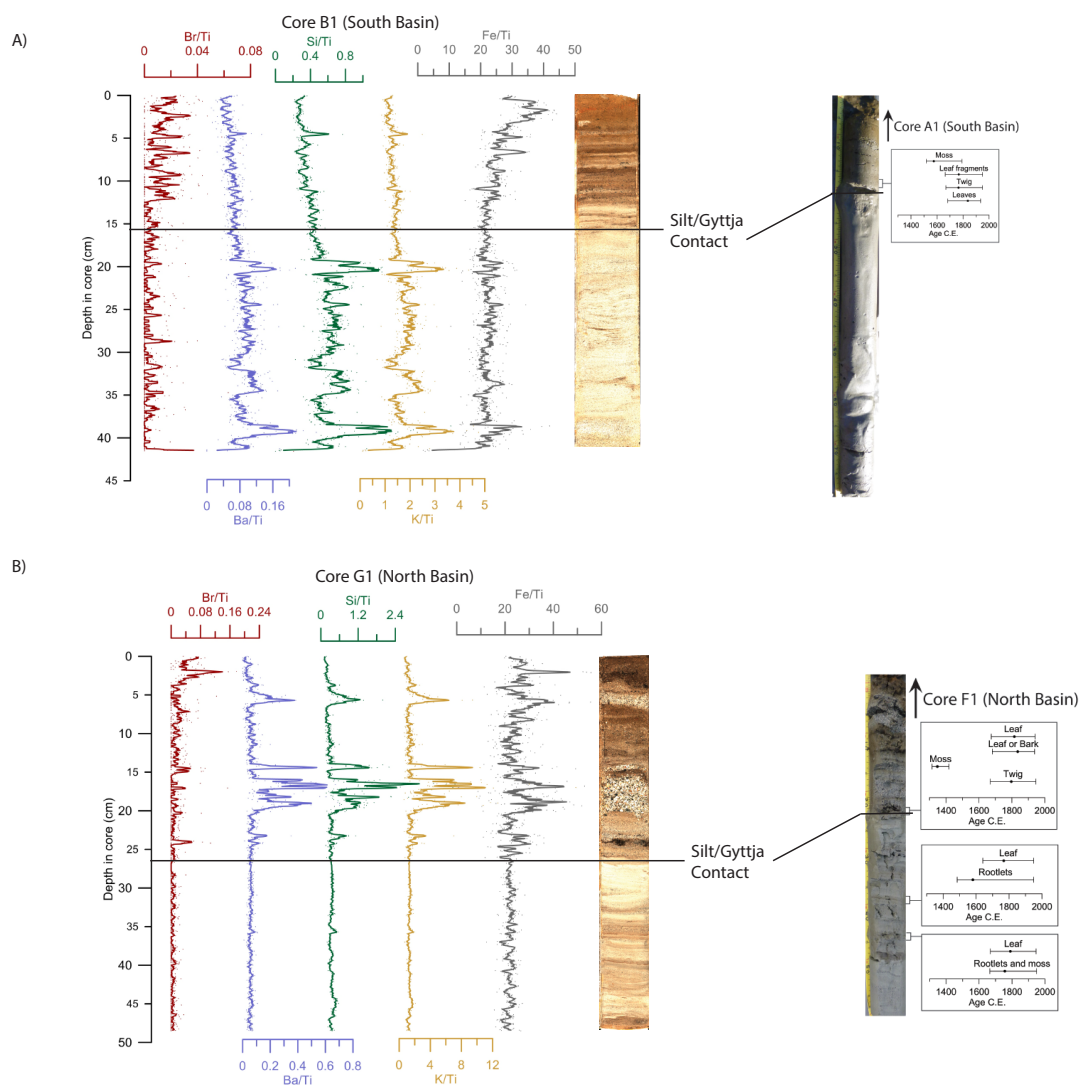 A)
Core B1 (South Basin)
Br/Ti
0 0.04 0.08
Si/Ti
0 0.4 0.8
Fe/Ti
0 10 20 30 40 50
0
5
10
15
20
25
30
35
40
45
Depth in core (cm)
0 0.08 0.16
Ba/Ti
0 1 2 3 4 5
K/Ti
Silt/Gyttja
Contact
Core A1 (South Basin)
Moss
Leaf fragments
Twig
Leaves
1400 1600 1800 2000
Age C.E.
B)
Core G1 (North Basin)
Br/Ti
0 0.08 0.16 0.24
Si/Ti
0 1.2 2.4
Fe/Ti
0 20 40 60
0
5
10
15
20
25
30
35
40
45
50
Depth in core (cm)
0 0.2 0.4 0.6 0.8
Ba/Ti
0 4 8 12
K/Ti
Silt/Gyttja
Contact
Core F1 (North Basin)
Leaf
Leaf or Bark
Moss
Twig
1400 1600 1800 2000
Age C.E.
Leaf
Rootlets
1400 1600 1800 2000
Age C.E.
Leaf
Rootlets and moss
1400 1600 1800 2000
Age C.E.